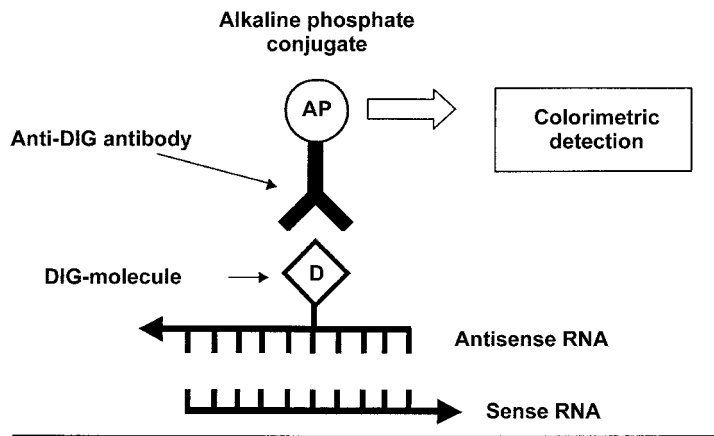 Alkaline phosphate
conjugate
AP
Colorimetric
detection
Anti-DIG antibody
D
DIG-molecule
Antisense RNA
Sense RNA